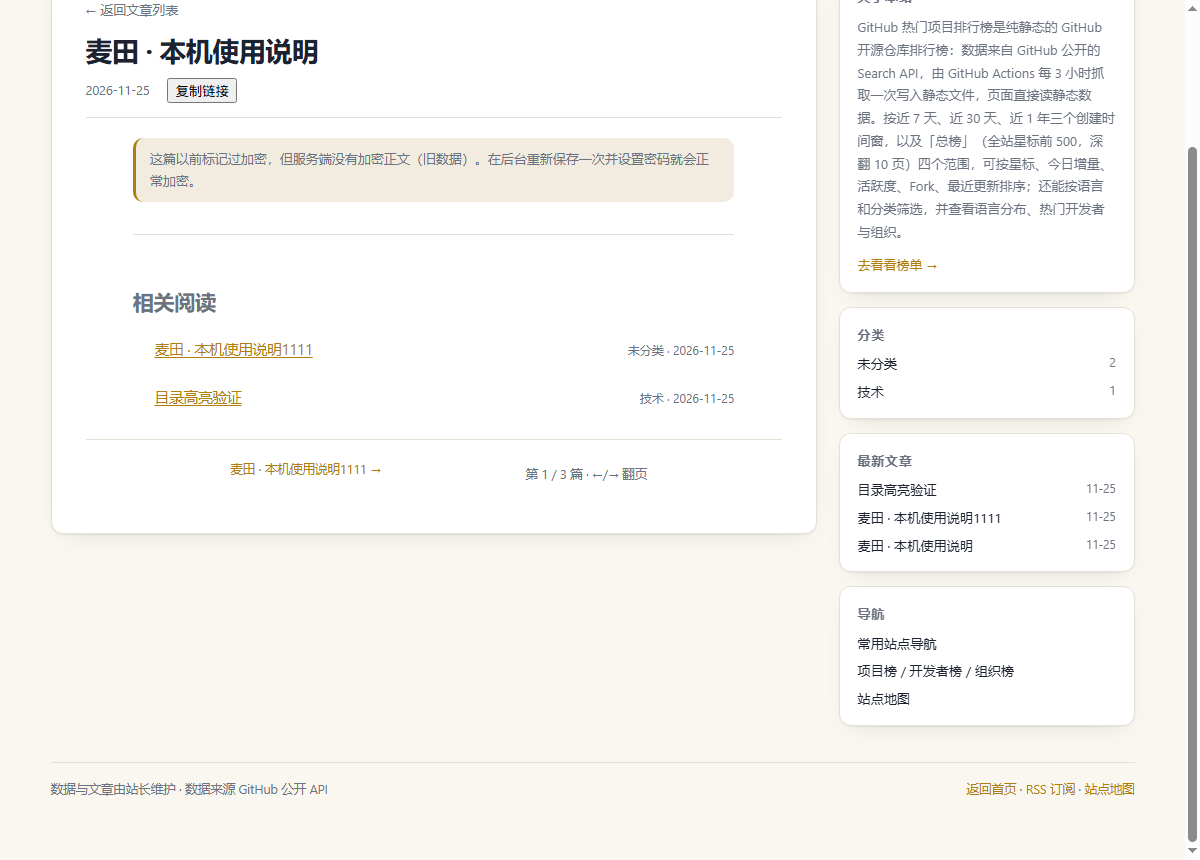 ← 返回文章列表
麦田 · 本机使用说明
2026-11-25 复制链接
这篇以前标记过加密，但服务端没有加密正文（旧数据）。在后台重新保存一次并设置密码就会正
常加密。
相关阅读
麦田 · 本机使用说明1111 未分类 · 2026-11-25
目录高亮验证 技术 · 2026-11-25
麦田 · 本机使用说明1111 → 第 1 / 3 篇 · ←/→ 翻页
GitHub 热门项目排行榜是纯静态的 GitHub
开源仓库排行榜：数据来自 GitHub 公开的
Search API，由 GitHub Actions 每 3 小时抓
取一次写入静态文件，页面直接读静态数
据。按近 7 天、近 30 天、近 1 年三个创建时
间窗，以及「总榜」（全站星标前 500，深
翻 10 页）四个范围，可按星标、今日增量、
活跃度、Fork、最近更新排序；还能按语言
和分类筛选，并查看语言分布、热门开发者
与组织。
去看看榜单 →
分类
未分类 2
技术 1
最新文章
目录高亮验证 11-25
麦田 · 本机使用说明1111 11-25
麦田 · 本机使用说明 11-25
导航
常用站点导航
项目榜 / 开发者榜 / 组织榜
站点地图
数据与文章由站长维护 · 数据来源 GitHub 公开 API
返回首页 · RSS 订阅 · 站点地图